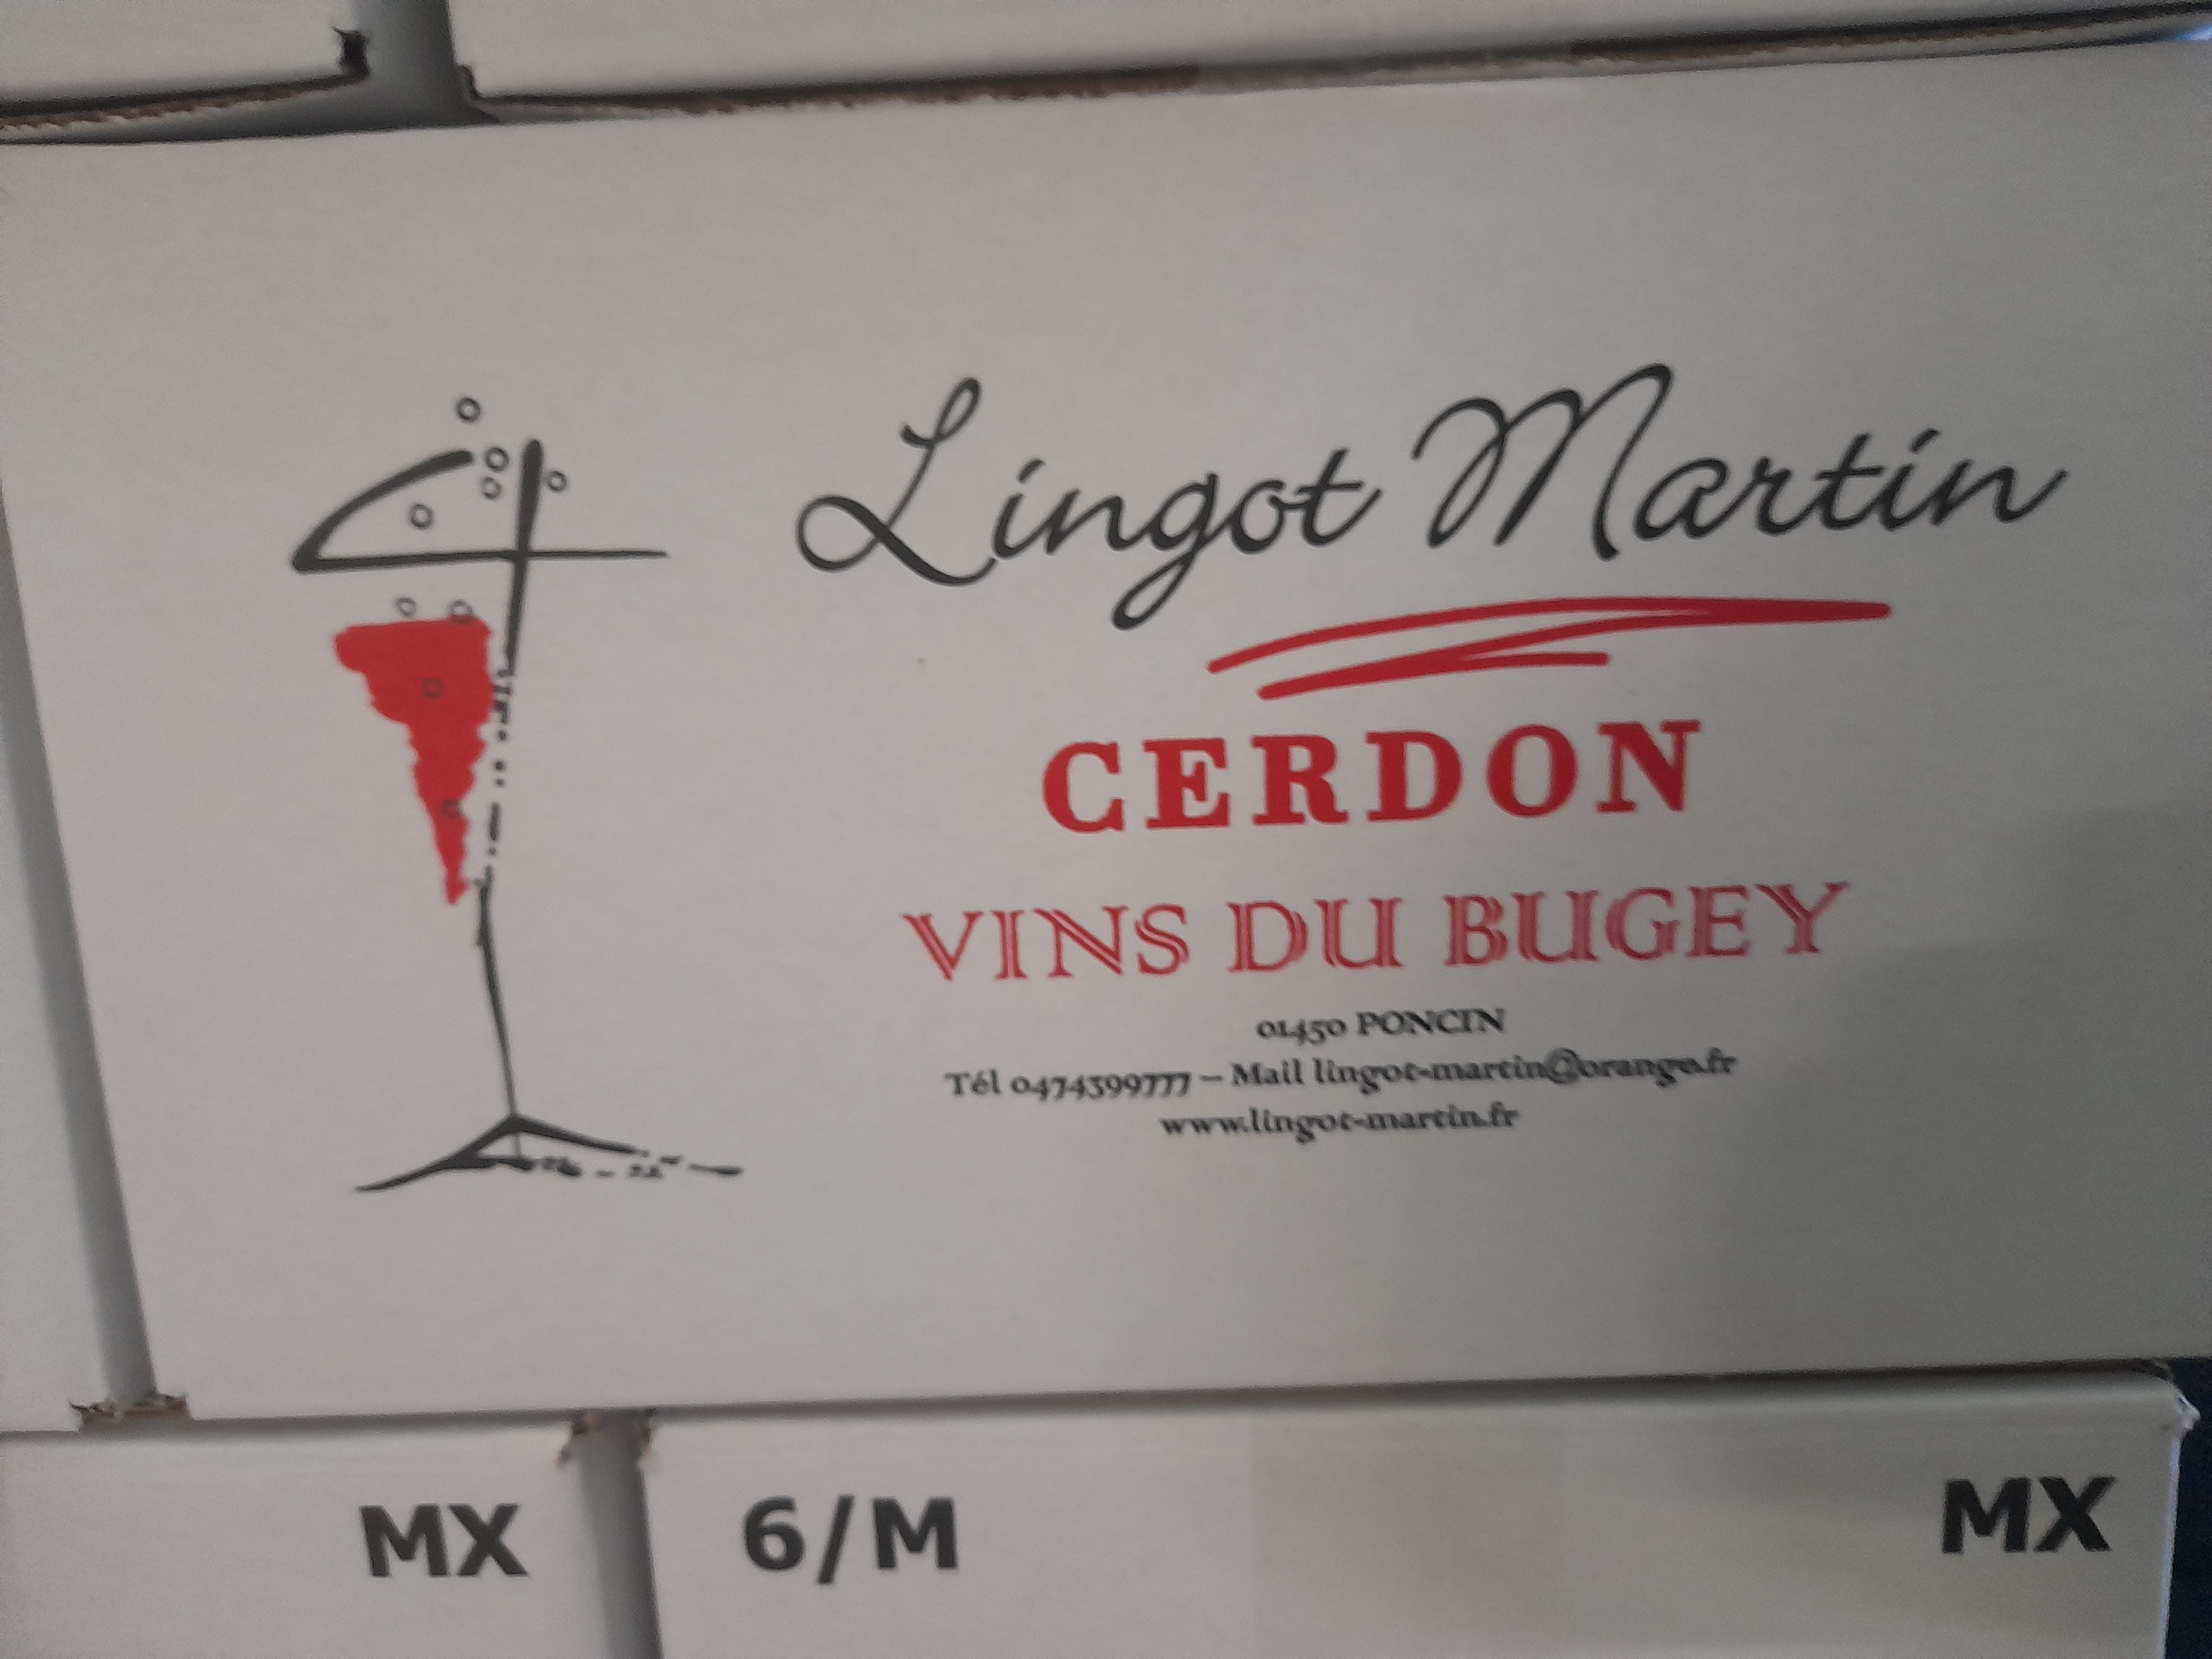 Lingot Martin
CERDON
VINS DU BUGEY
01450 PONCIN
Tél 0474399777 – Mail lingot-martin@orange.fr
www.lingot-martin.fr
MX
6/M
MX